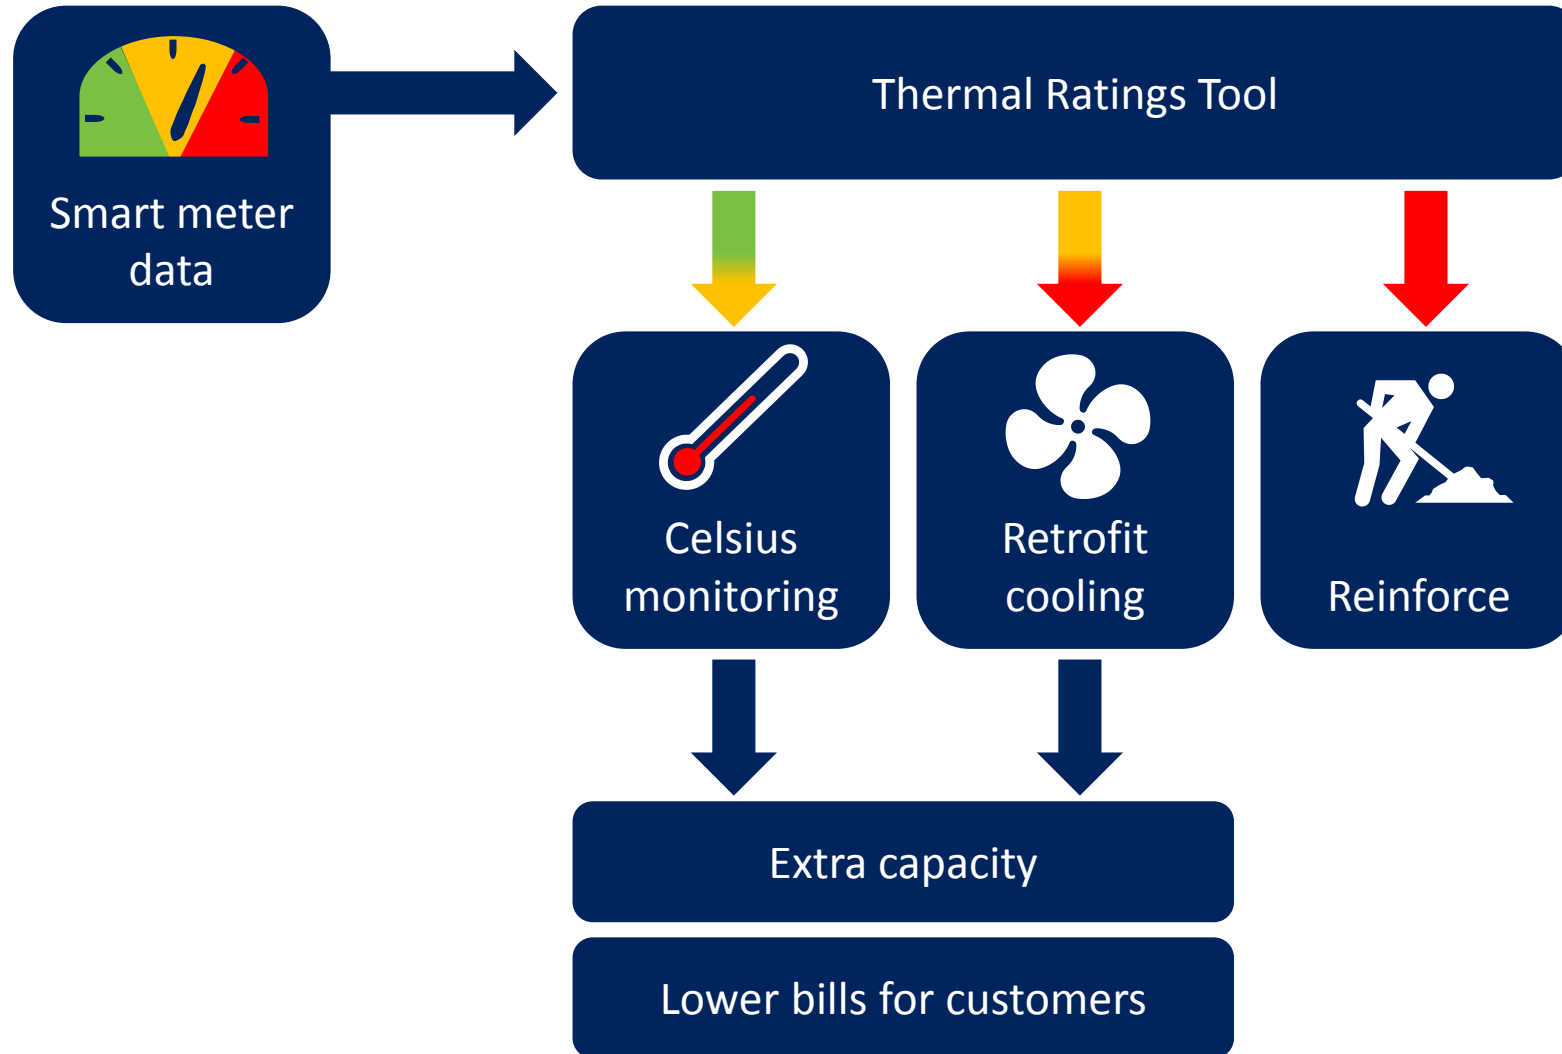 Smart meter
data
Thermal Ratings Tool
Celsius
monitoring
Retrofit
cooling
Reinforce
Extra capacity
Lower bills for customers